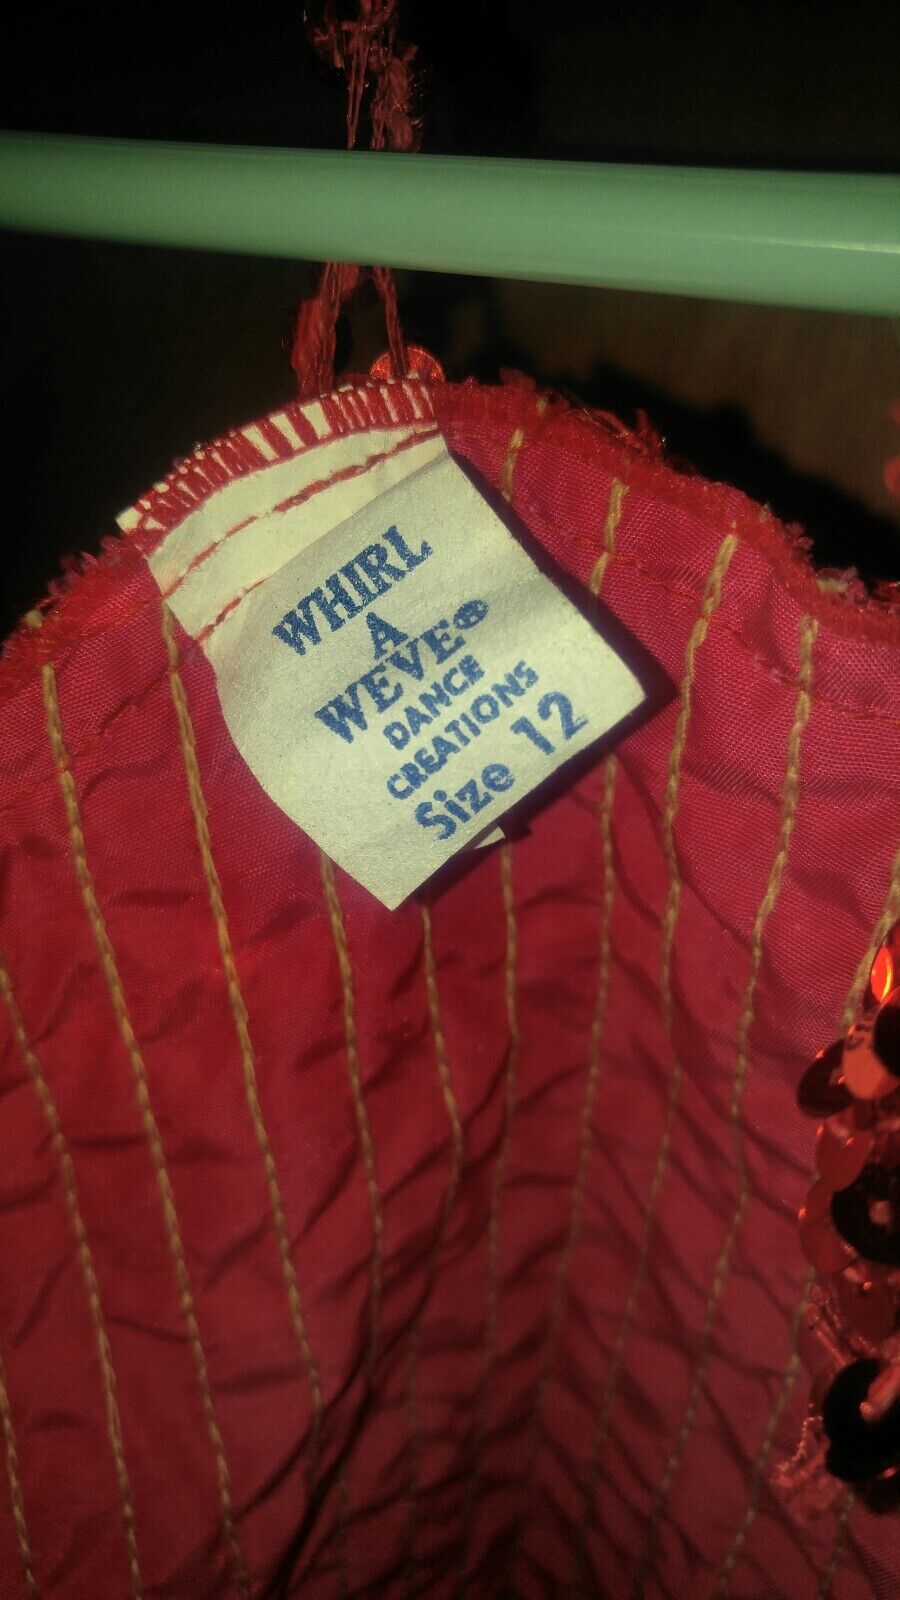 WHIRL
A
WEVE®
DANCE
CREATIONS
Size 12